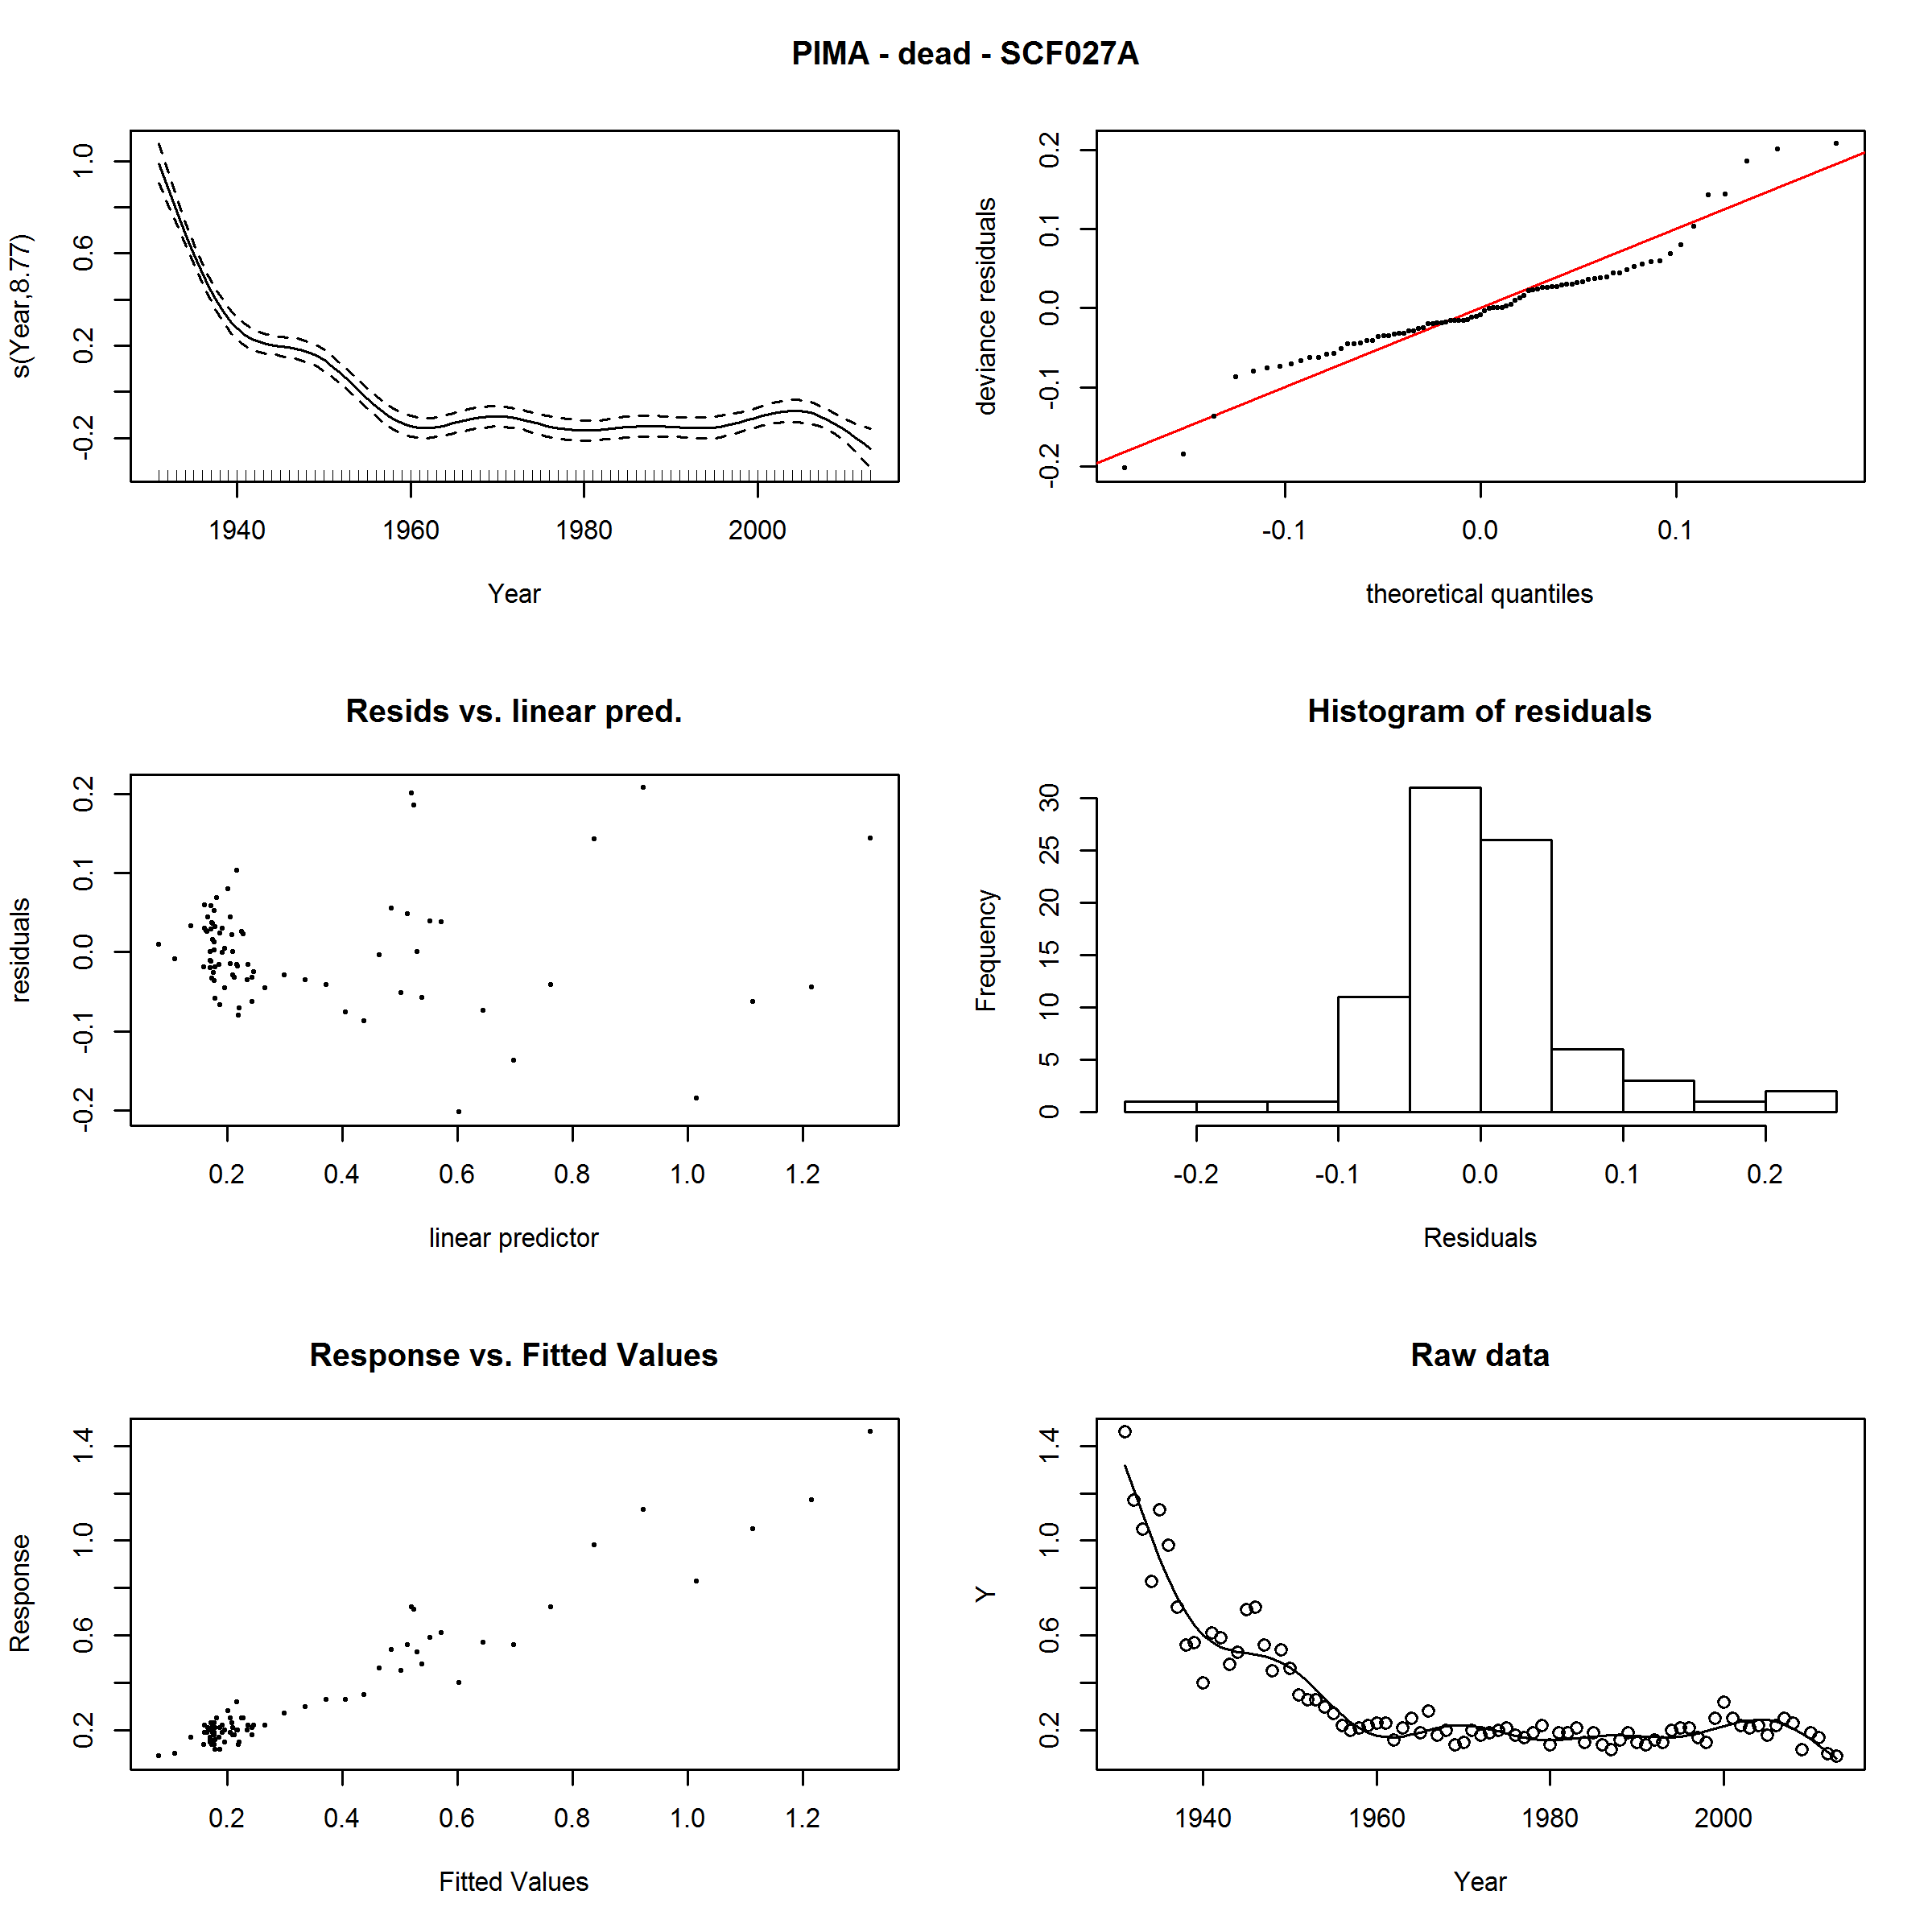 PIMA - dead - SCF027A
s(Year,8.77)
-0.2 0.2 0.6 1.0
1940 1960 1980 2000
Year
deviance residuals
-0.2 -0.1 0.0 0.1 0.2
-0.1 0.0 0.1
theoretical quantiles
Resids vs. linear pred.
residuals
-0.2 -0.1 0.0 0.1 0.2
0.2 0.4 0.6 0.8 1.0 1.2
linear predictor
Histogram of residuals
Frequency
0 5 10 15 20 25 30
-0.2 -0.1 0.0 0.1 0.2
Residuals
Response vs. Fitted Values
Response
0.2 0.6 1.0 1.4
0.2 0.4 0.6 0.8 1.0 1.2
Fitted Values
Raw data
Y
0.2 0.6 1.0 1.4
1940 1960 1980 2000
Year